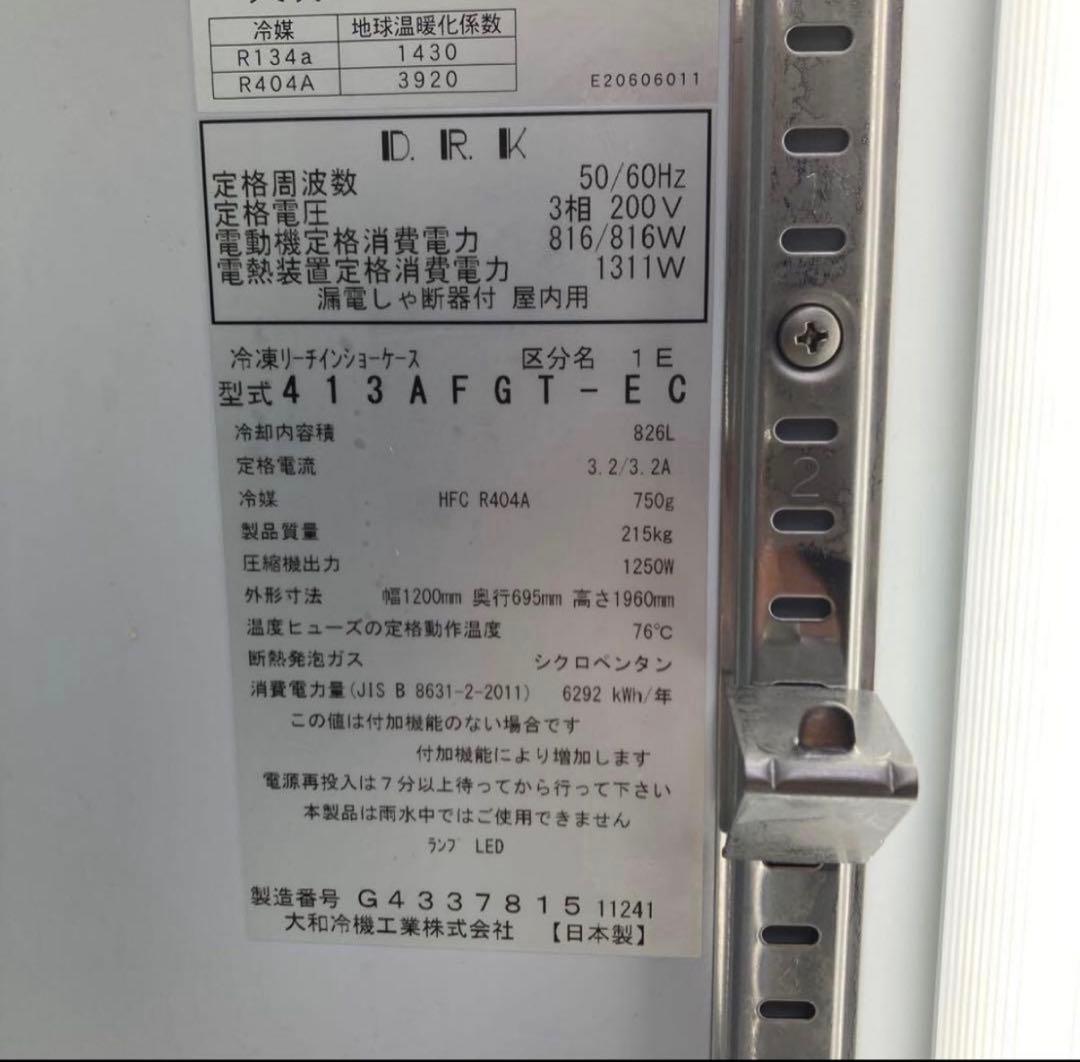 冷媒 地球温暖化係数
R134a 1430
R404A 3920
E20606011
D.R.K
定格周波数 50/60Hz
定格電圧 3相 200V
電動機定格消費電力 816/816W
電熱装置定格消費電力 1311W
漏電しゃ断器付 屋内用
冷凍リーチインショーケース 区分名 1E
型式 413AFGT-EC
冷却内容積 826L
定格電流 3.2/3.2A
冷媒 HFC R404A 750g
製品質量 215kg
圧縮機出力 1250W
外形寸法 幅1200mm 奥行695mm 高さ1960mm
温度ヒューズの定格動作温度 76℃
断熱発泡ガス シクロペンタン
消費電力量(JIS B 8631-2-2011) 6292 kWh/年
この値は付加機能のない場合です
付加機能により増加します
電源再投入は7分以上待ってから行って下さい
本製品は雨水中ではご使用できません
ランプ LED
製造番号 G4337815 11241
大和冷機工業株式会社 【日本製】
2